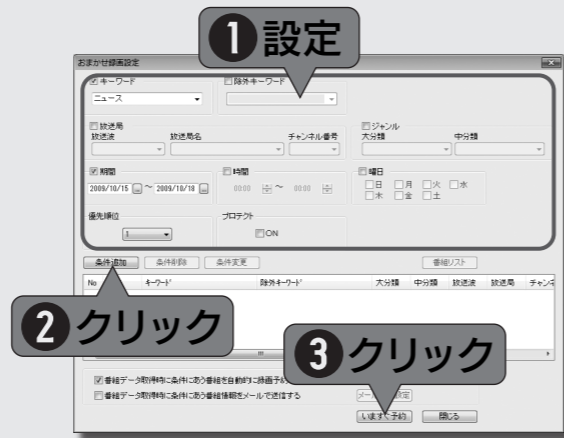 1 設定
おまかせ録画設定
キーワード 除外キーワード
ニュース
放送局 ジャンル
放送波 放送局名 チャンネル番号 大分類 中分類
期間 時間 曜日
2009/10/15 ～ 2009/10/18 00:00 ～ 00:00 日 月 火 水
木 金 土
優先順位 プロテクト
1 ON
条件追加 条件削除 条件変更 番組リスト
No キーワード 除外キーワード 大分類 中分類 放送波 放送局 チャンネ
2 クリック
3 クリック
番組データ取得時に条件にあう番組を自動的に録画予約
番組データ取得時に条件にあう番組情報をメールで送信する
いますぐ予約 閉じる